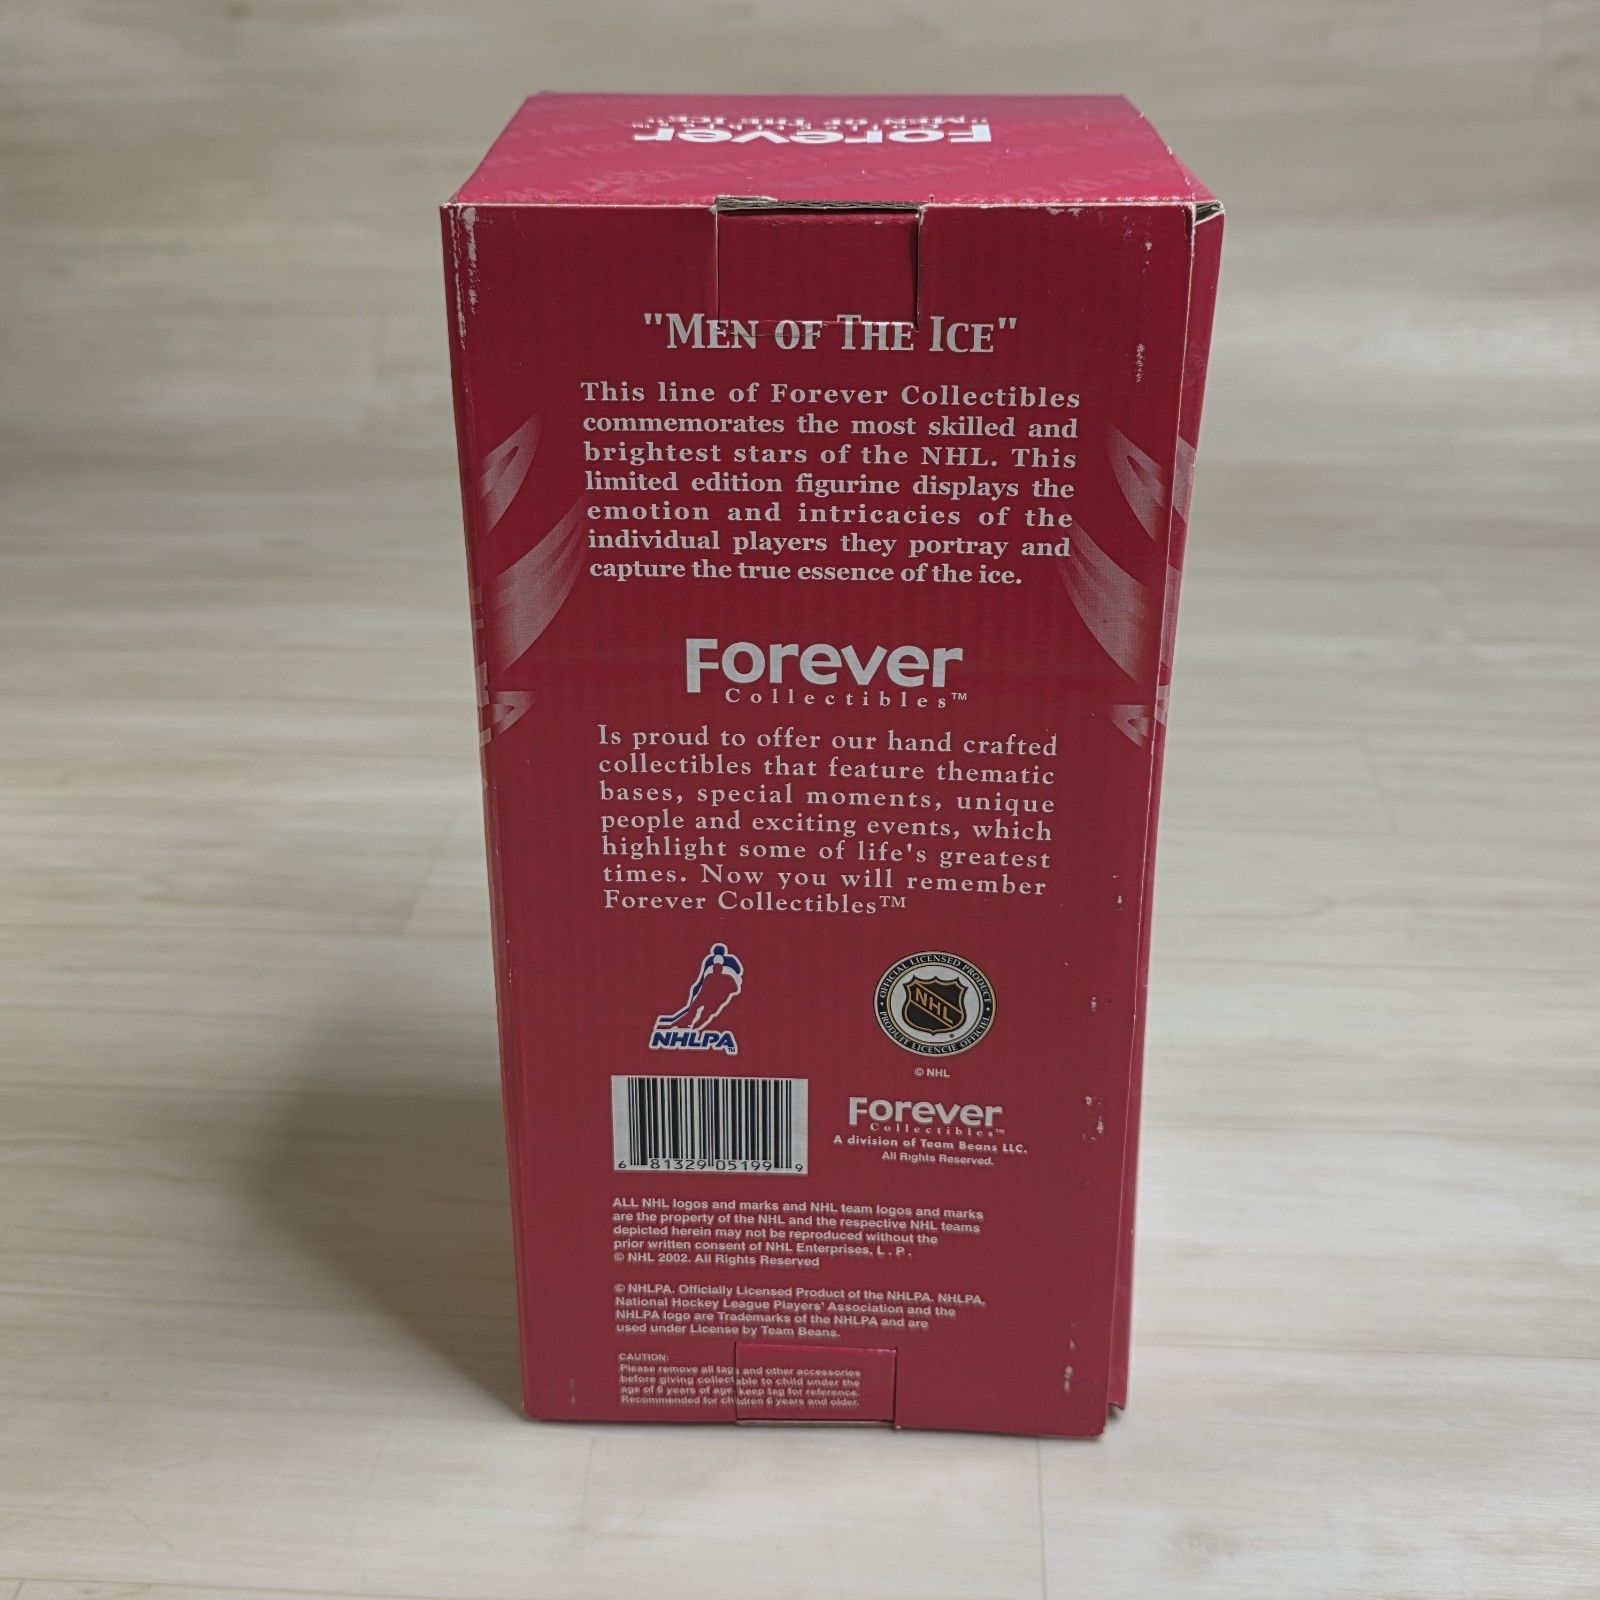 Forever
Collectibles™
"MEN OF THE ICE"
"MEN OF THE ICE"
This line of Forever Collectibles
commemorates the most skilled and
brightest stars of the NHL. This
limited edition figurine displays the
emotion and intricacies of the
individual players they portray and
capture the true essence of the ice.
Forever
Collectibles™
Is proud to offer our hand crafted
collectibles that feature thematic
bases, special moments, unique
people and exciting events, which
highlight some of life's greatest
times. Now you will remember
Forever Collectibles™
NHLPA™
• OFFICIAL LICENSED PRODUCT •
NHL
PRODUIT LICENCIE OFFICIEL
© NHL
6 81329 05199 9
Forever
Collectibles™
A division of Team Beans LLC.
All Rights Reserved.
ALL NHL logos and marks and NHL team logos and marks
are the property of the NHL and the respective NHL teams
depicted herein may not be reproduced without the
prior written consent of NHL Enterprises, L . P .
© NHL 2002. All Rights Reserved
© NHLPA. Officially Licensed Product of the NHLPA. NHLPA,
National Hockey League Players' Association and the
NHLPA logo are Trademarks of the NHLPA and are
used under License by Team Beans.
CAUTION:
Please remove all tags and other accessories
before giving collectable to child under the
age of 6 years of age, keep tag for reference.
Recommended for children 6 years and older.